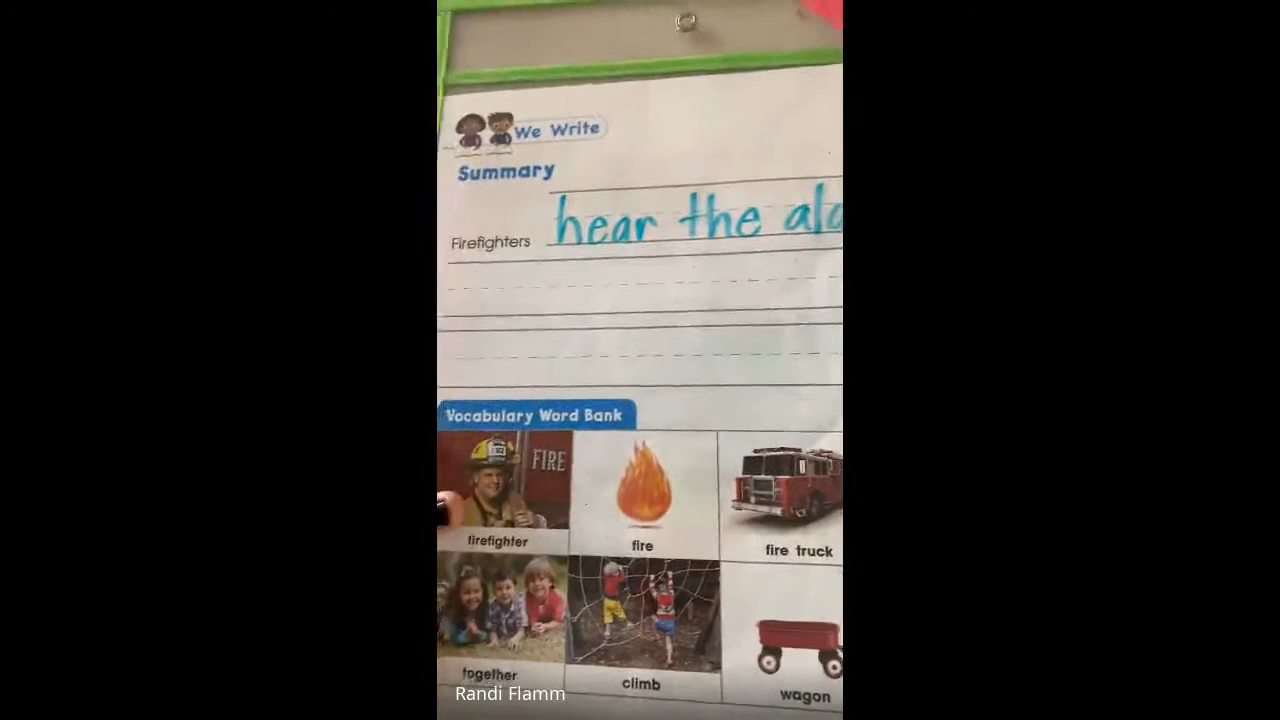 We Write
Summary
Firefighters hear the
Vocabulary Word Bank
FIRE
firefighter fire fire truck
together climb wagon
Randi Flamm